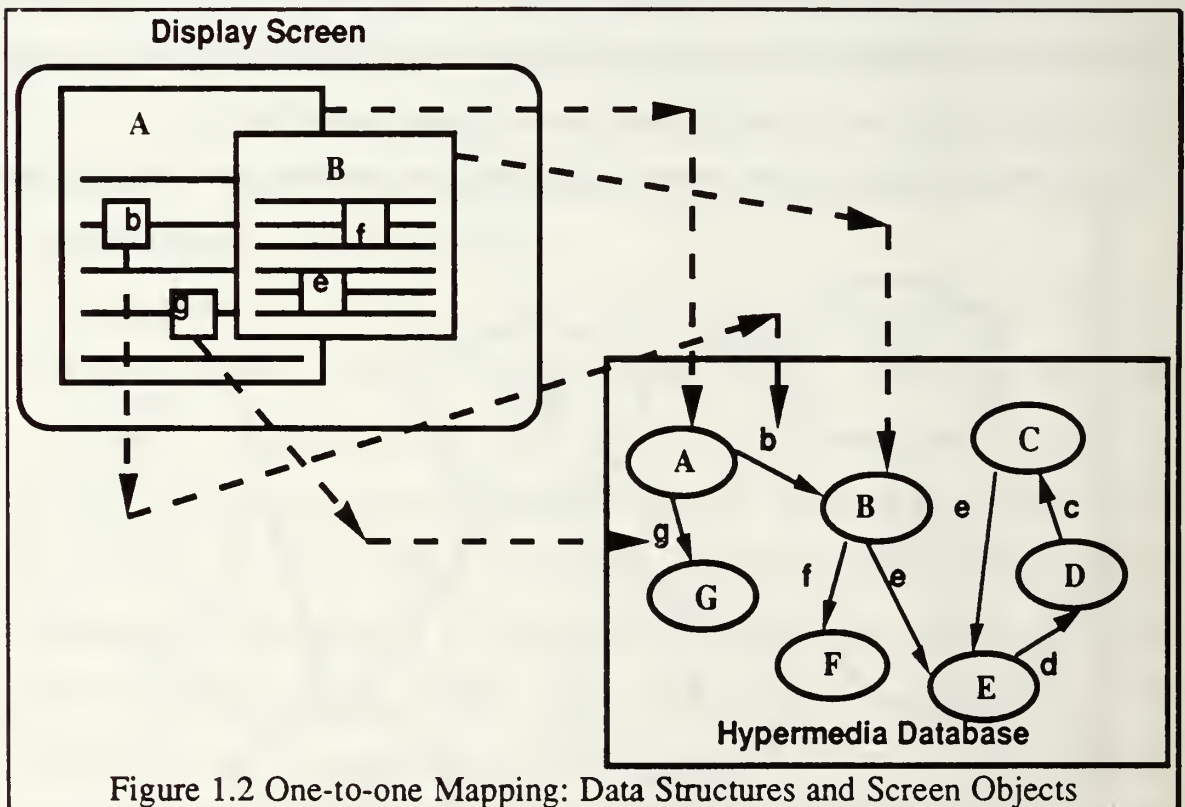 Display Screen
A
B
b
f
e
g
b
A
C
B
e
c
g
D
G
f
e
F
E
d
Hypermedia Database
Figure 1.2 One-to-one Mapping: Data Structures and Screen Objects